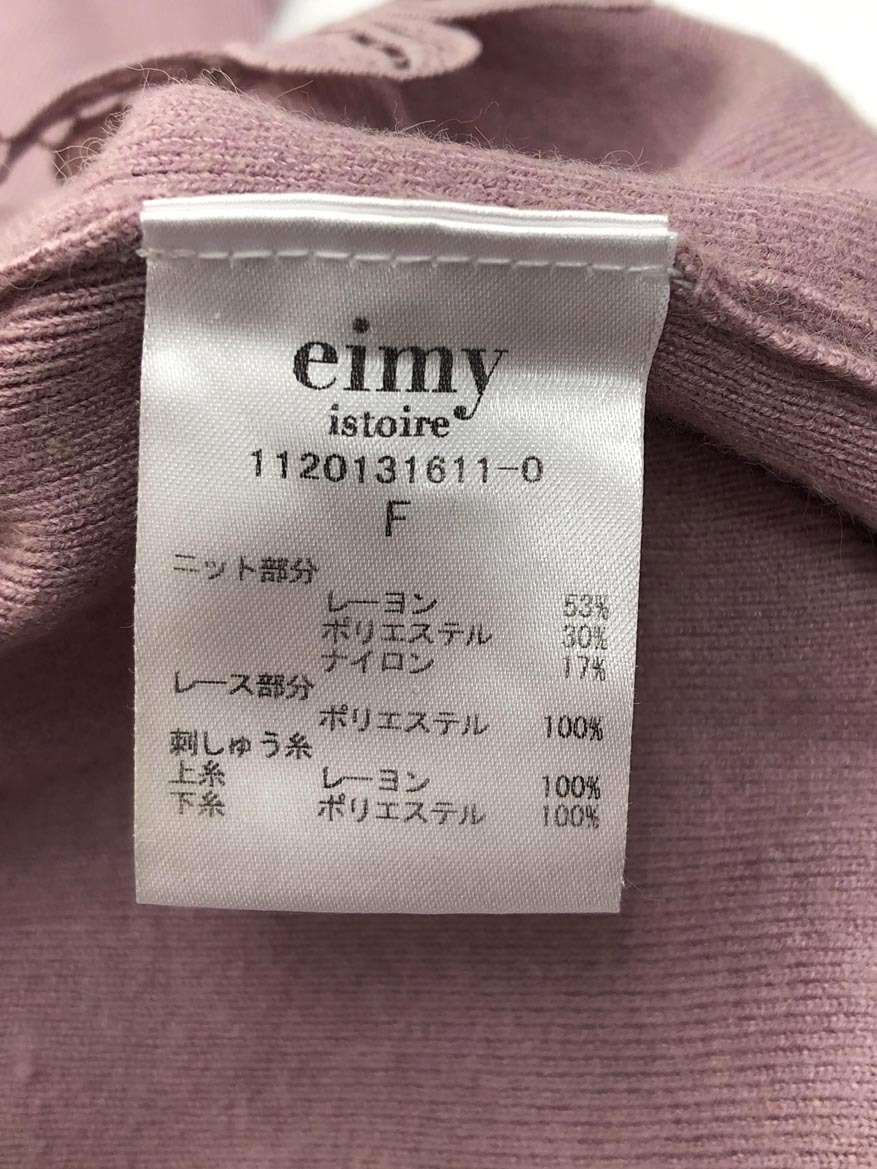 eimy
istoire
1120131611-0
F
ニット部分
レーヨン 53%
ポリエステル 30%
ナイロン 17%
レース部分
ポリエステル 100%
刺しゅう糸
上糸 レーヨン 100%
下糸 ポリエステル 100%